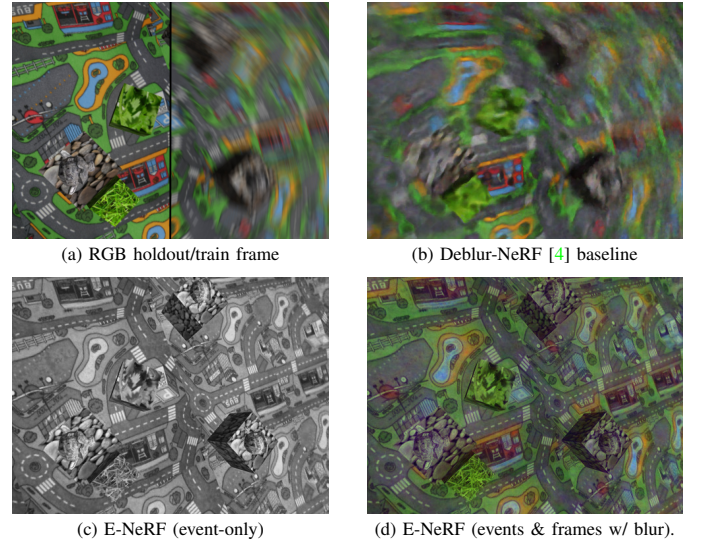 (a) RGB holdout/train frame
(b) Deblur-NeRF [4] baseline
(c) E-NeRF (event-only)
(d) E-NeRF (events & frames w/ blur).